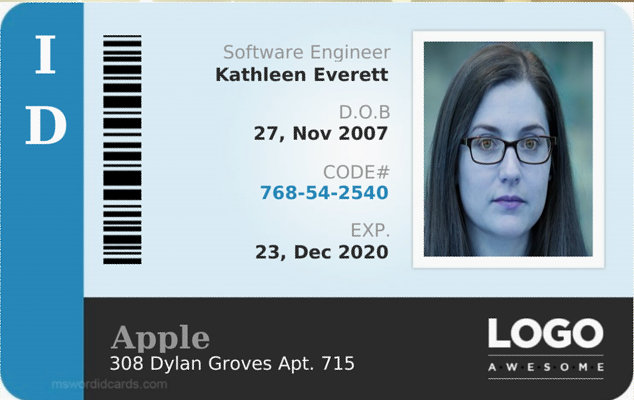 I
D
Software Engineer
Kathleen Everett
D.O.B
27, Nov 2007
CODE#
768-54-2540
EXP.
23, Dec 2020
Apple
308 Dylan Groves Apt. 715
LOGO
A·W·E·S·O·M·E
mswordidcards.com